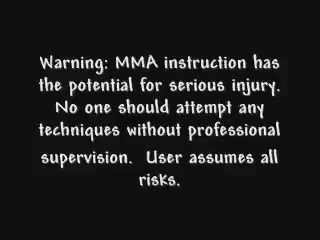 Warning: MMA instruction has
the potential for serious injury.
No one should attempt any
techniques without professional
supervision. User assumes all
risks.